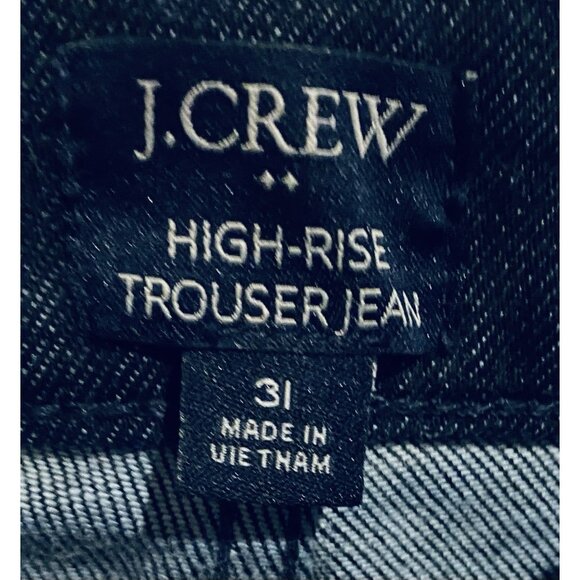 J.CREW
HIGH-RISE
TROUSER JEAN
31
MADE IN
VIETNAM